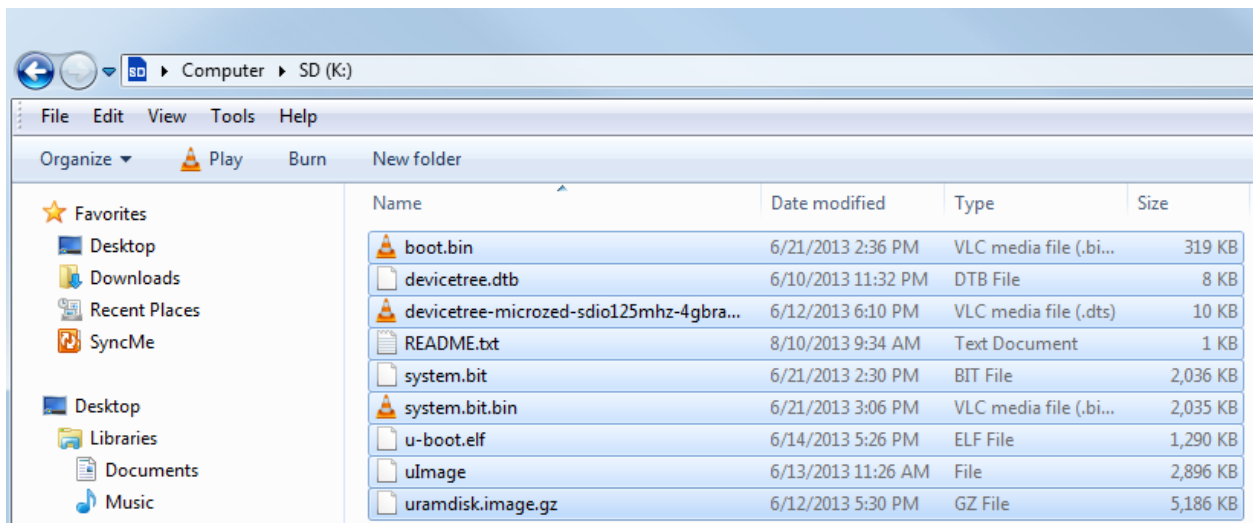 SD Computer SD (K:)
File Edit View Tools Help
Organize Play Burn New folder
Name Date modified Type Size
Favorites
Desktop
Downloads
Recent Places
SyncMe
Desktop
Libraries
Documents
Music
boot.bin 6/21/2013 2:36 PM VLC media file (.bi... 319 KB
devicetree.dtb 6/10/2013 11:32 PM DTB File 8 KB
devicetree-microzed-sdio125mhz-4gbra... 6/12/2013 6:10 PM VLC media file (.dts) 10 KB
README.txt 8/10/2013 9:34 AM Text Document 1 KB
system.bit 6/21/2013 2:30 PM BIT File 2,036 KB
system.bit.bin 6/21/2013 3:06 PM VLC media file (.bi... 2,035 KB
u-boot.elf 6/14/2013 5:26 PM ELF File 1,290 KB
uImage 6/13/2013 11:26 AM File 2,896 KB
uramdisk.image.gz 6/12/2013 5:30 PM GZ File 5,186 KB